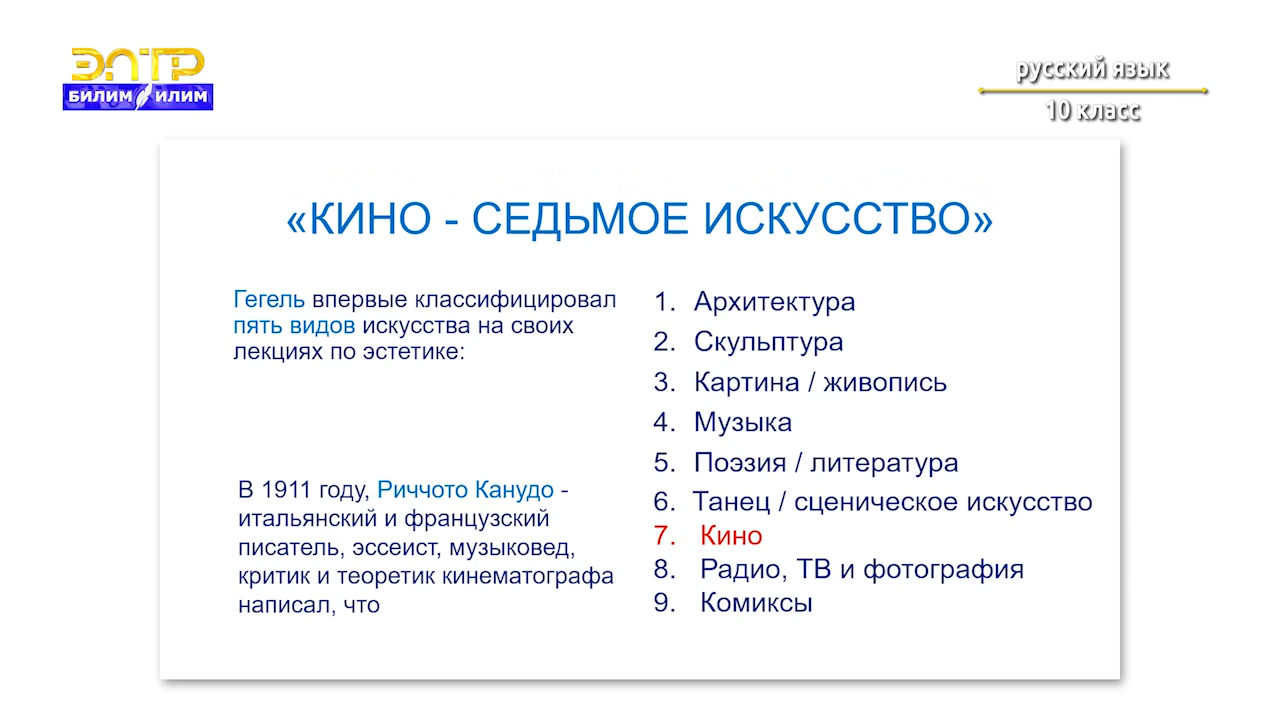 ЭЛТР
БИЛИМ ИЛИМ
русский язык
10 класс
«КИНО - СЕДЬМОЕ ИСКУССТВО»
Гегель впервые классифицировал
пять видов искусства на своих
лекциях по эстетике:
В 1911 году, Риччото Канудо -
итальянский и французский
писатель, эссеист, музыковед,
критик и теоретик кинематографа
написал, что
1. Архитектура
2. Скульптура
3. Картина / живопись
4. Музыка
5. Поэзия / литература
6. Танец / сценическое искусство
7. Кино
8. Радио, ТВ и фотография
9. Комиксы